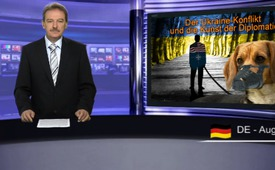 Der Ukraine-Konflikt
und die Kunst der Diplomatie
DE - Aug